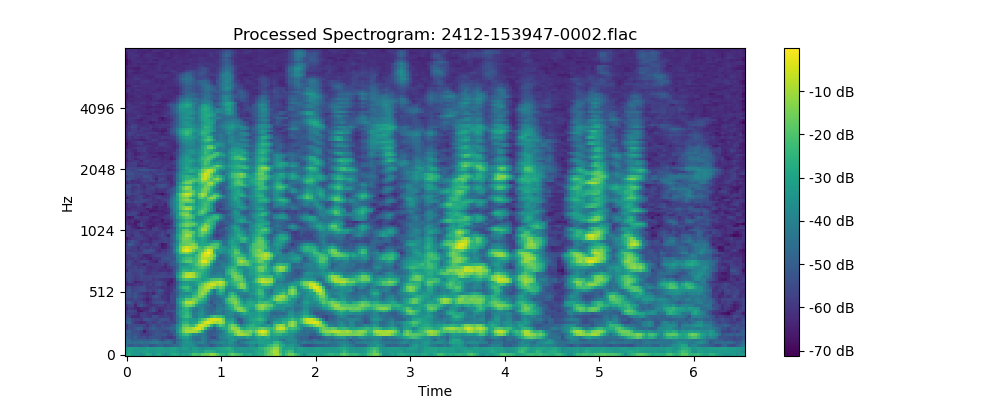 Processed Spectrogram: 2412-153947-0002.flac
Hz
4096
2048
1024
512
0
0 1 2 3 4 5 6
Time
-10 dB
-20 dB
-30 dB
-40 dB
-50 dB
-60 dB
-70 dB